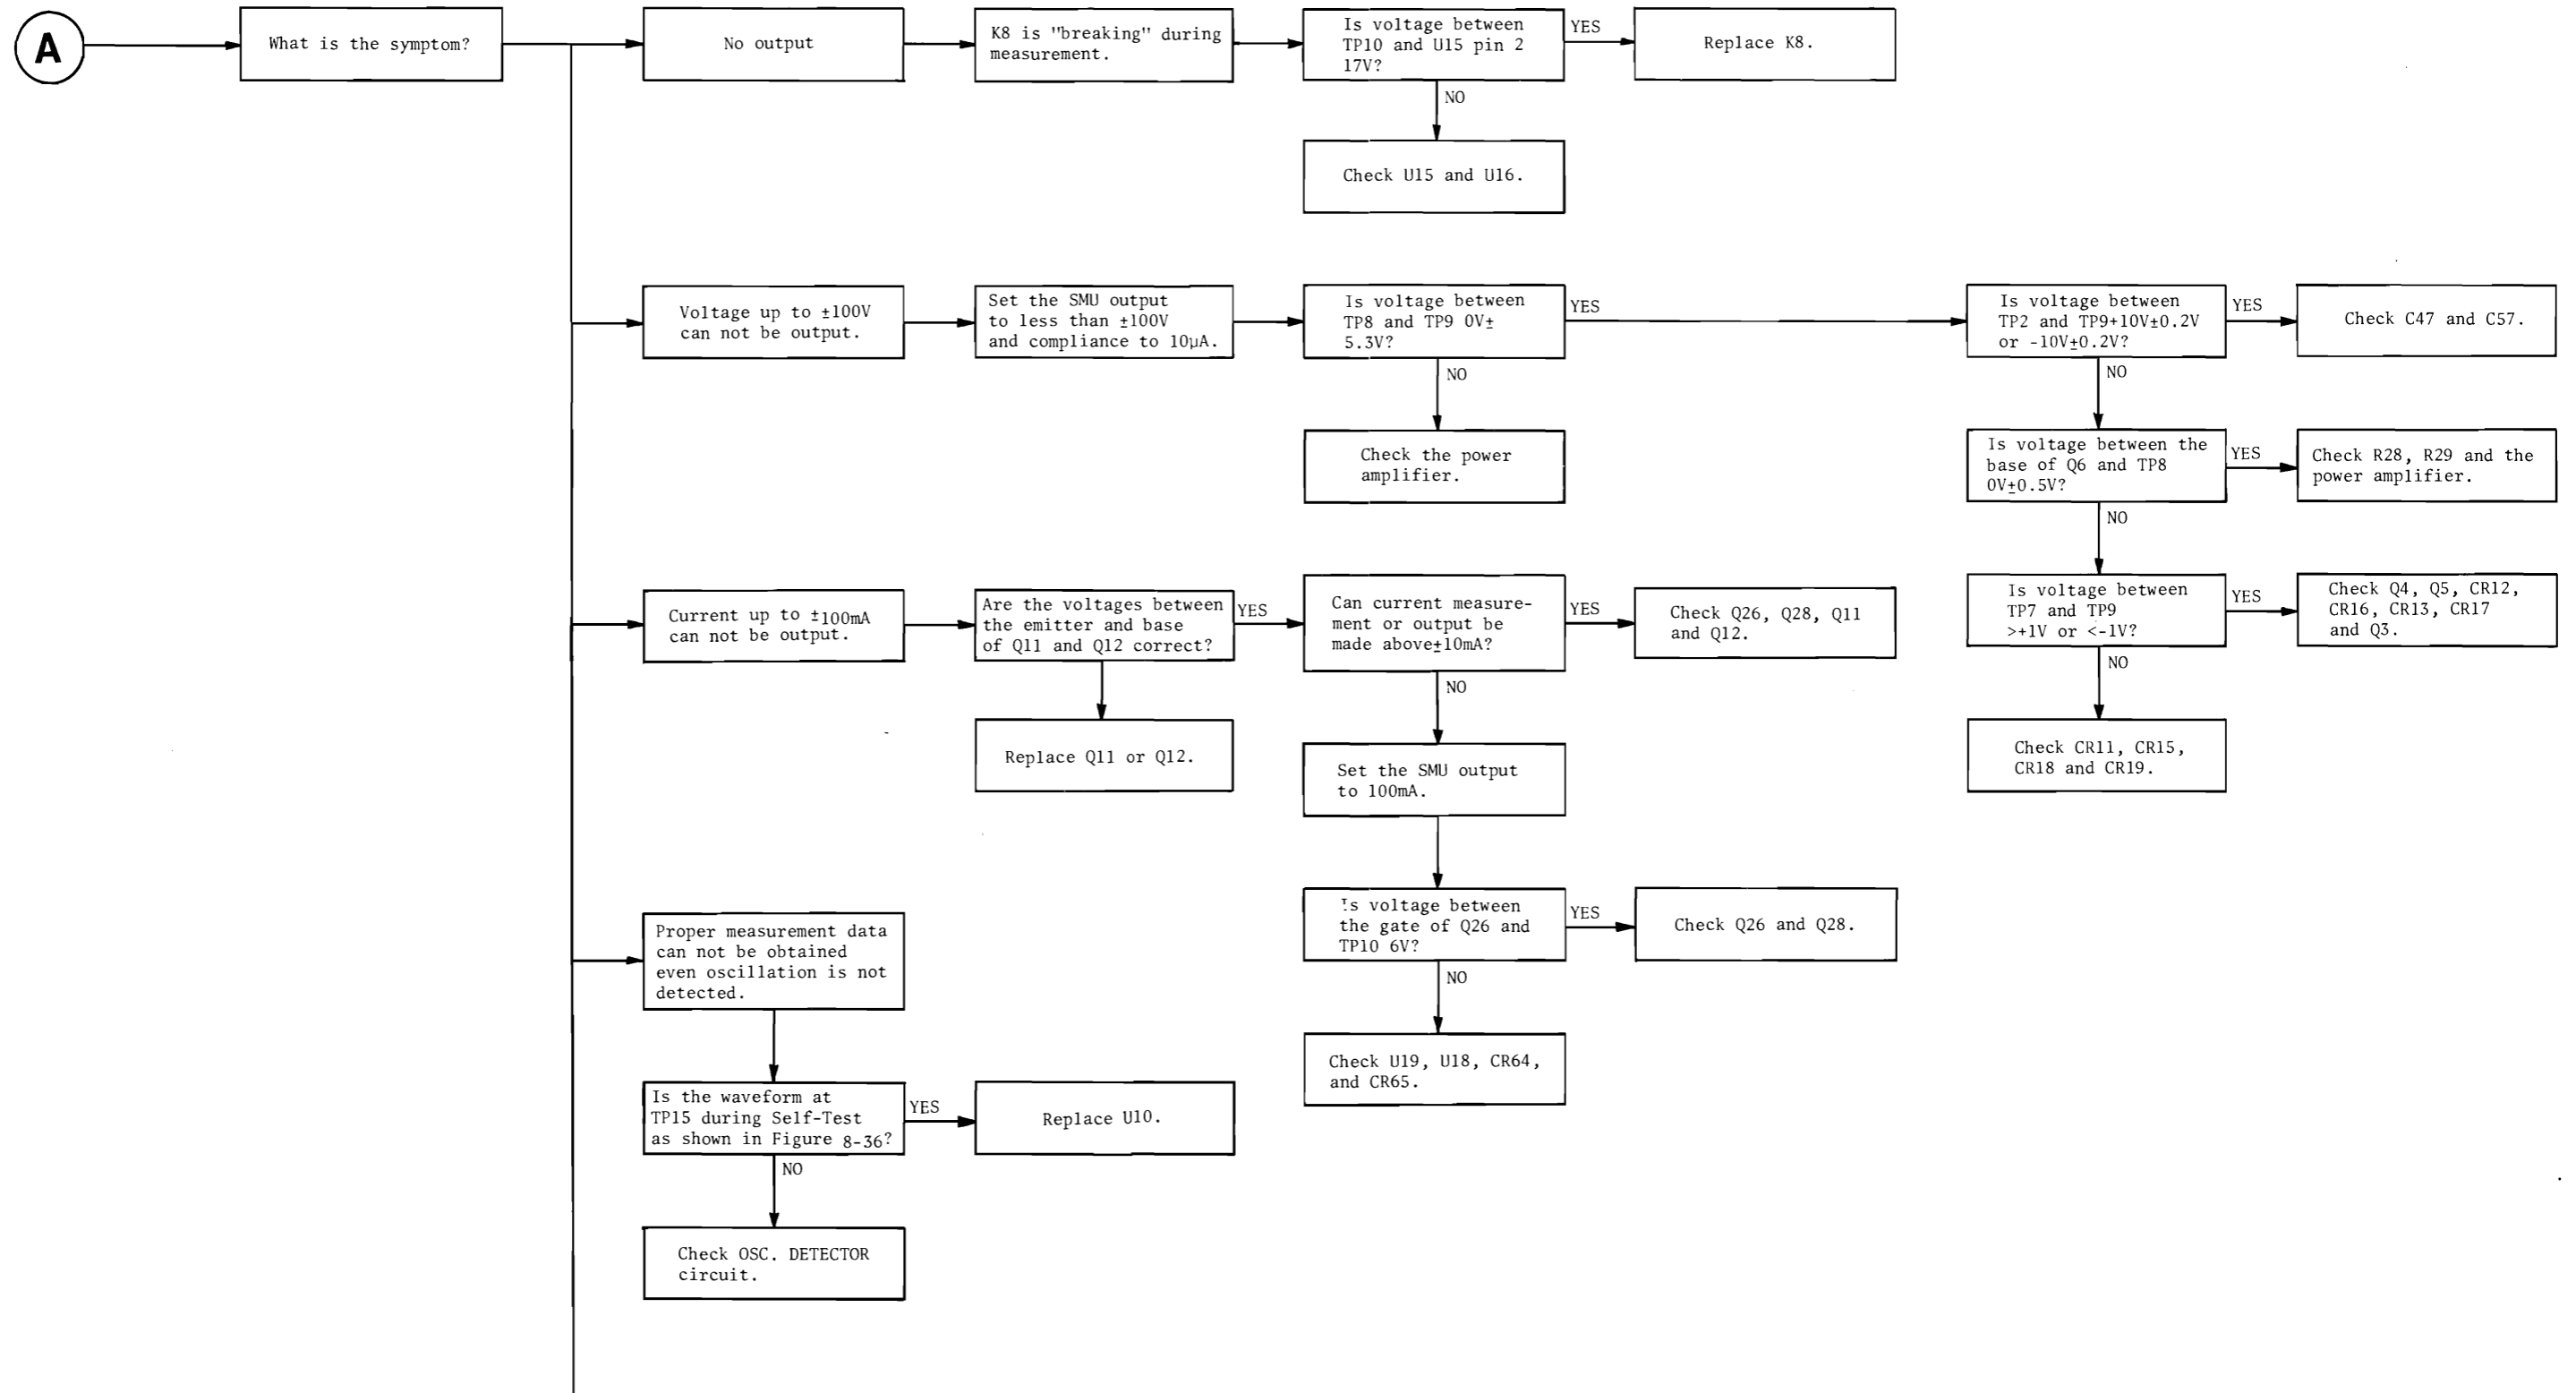 A
What is the symptom?
No output
K8 is "breaking" during
measurement.
Is voltage between
TP10 and U15 pin 2
17V?
YES
Replace K8.
NO
Check U15 and U16.
Voltage up to ±100V
can not be output.
Set the SMU output
to less than ±100V
and compliance to 10µA.
Is voltage between
TP8 and TP9 0V±
5.3V?
YES
Is voltage between
TP2 and TP9+10V±0.2V
or -10V±0.2V?
YES
Check C47 and C57.
NO
Check the power
amplifier.
NO
Is voltage between the
base of Q6 and TP8
0V±0.5V?
YES
Check R28, R29 and the
power amplifier.
NO
Is voltage between
TP7 and TP9
>+1V or <-1V?
YES
Check Q4, Q5, CR12,
CR16, CR13, CR17
and Q3.
NO
Check CR11, CR15,
CR18 and CR19.
Current up to ±100mA
can not be output.
Are the voltages between
the emitter and base
of Q11 and Q12 correct?
YES
Can current measure-
ment or output be
made above±10mA?
YES
Check Q26, Q28, Q11
and Q12.
Replace Q11 or Q12.
NO
Set the SMU output
to 100mA.
Is voltage between
the gate of Q26 and
TP10 6V?
YES
Check Q26 and Q28.
NO
Check U19, U18, CR64,
and CR65.
Proper measurement data
can not be obtained
even oscillation is not
detected.
Is the waveform at
TP15 during Self-Test
as shown in Figure 8-36?
YES
Replace U10.
NO
Check OSC. DETECTOR
circuit.